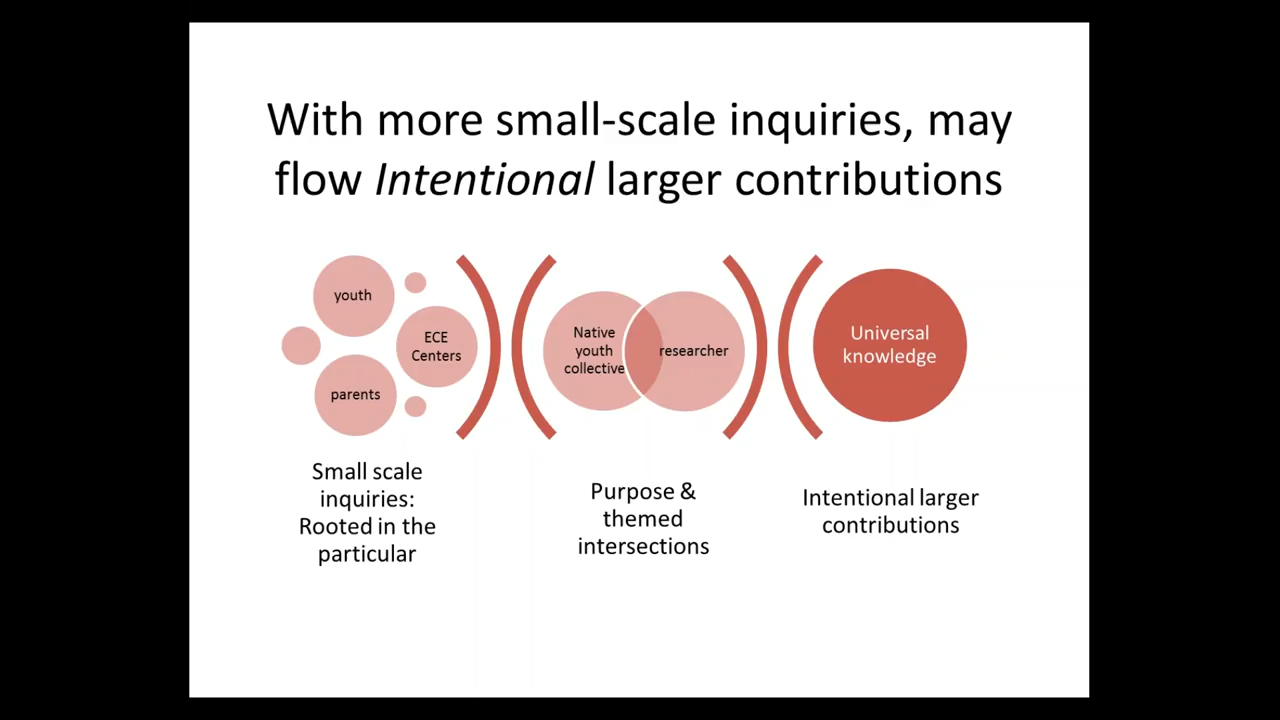 With more small-scale inquiries, may
flow Intentional larger contributions
youth
ECE
Centers
parents
Native
youth
collective
researcher
Universal
knowledge
Small scale
inquiries:
Rooted in the
particular
Purpose &
themed
intersections
Intentional larger
contributions